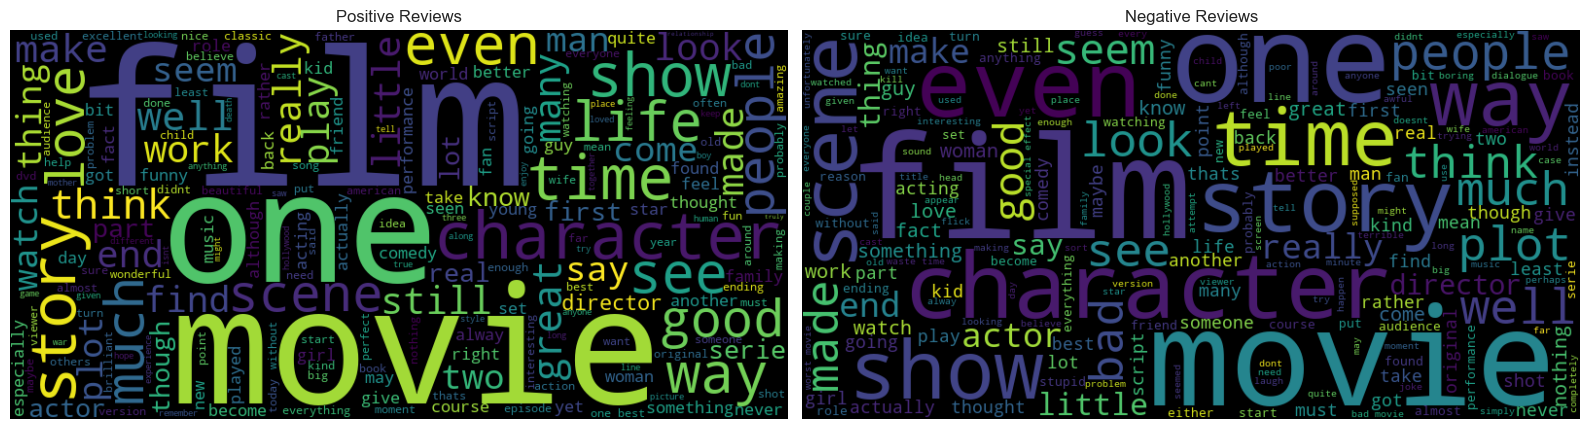 Positive Reviews
used excellent looking nice classic father man quite relationship
make role believe even look everyone
film seem kid little world better show bad people
thing love audience bit least cast rather really play many place often amazing
well done performance life loved
fact work friend lot fan script going come old
problem child tell back guy mean found boy probably
help got funny anything song time made feel
dvd mother short didnt beautiful saw put american take know wife thought together enjoy
watch think music actually seen idea young first star fun human truly
story part one although acting said three character
day end might comedy hollywood along far try year around making
different sure wonderful need true real enough say see family
game given find scene still great best ending
much turn director another must
plot viewer set anyone good
especially war though movie alway style interesting someone
others hope brilliant point start nothing want original serie
maybe experience new played girl kind without perfect right long way
actor become big today book may two line woman action
version remember everything moment give thats course episode yet picture one best something never shot
Negative Reviews
unfortunately sure idea turn still seem guess every one didnt especially saw people
watched thing make want anything child cant poor although anyone bit boring dialogue book
scene guy even funny around seen awful way
given used place know line great first
everyone right interesting yet enough look watching left feel time doesnt trying american wife instead
let film set good back played real two world
reason sound woman comedy thats point new think case
couple title head acting special effect maybe story better man supposed much
without appear love family hollywood fan might though
said flick fact see attempt tell probably screen kind mean give
cast something making say sort life really plot name
work old waste time become another action terrible find long least
part ending character music big perhaps
made end kid day everything version many try happen rather director well serie
watch alway star viewer come
going play looking believe friend someone course put audience far
actor bad best moment original
show lot script may found take joke nothing
worst movie girl stupid problem movie dont need laugh got performance shot completely
role actually thought little either seemed quite start must bad movie almost simply never